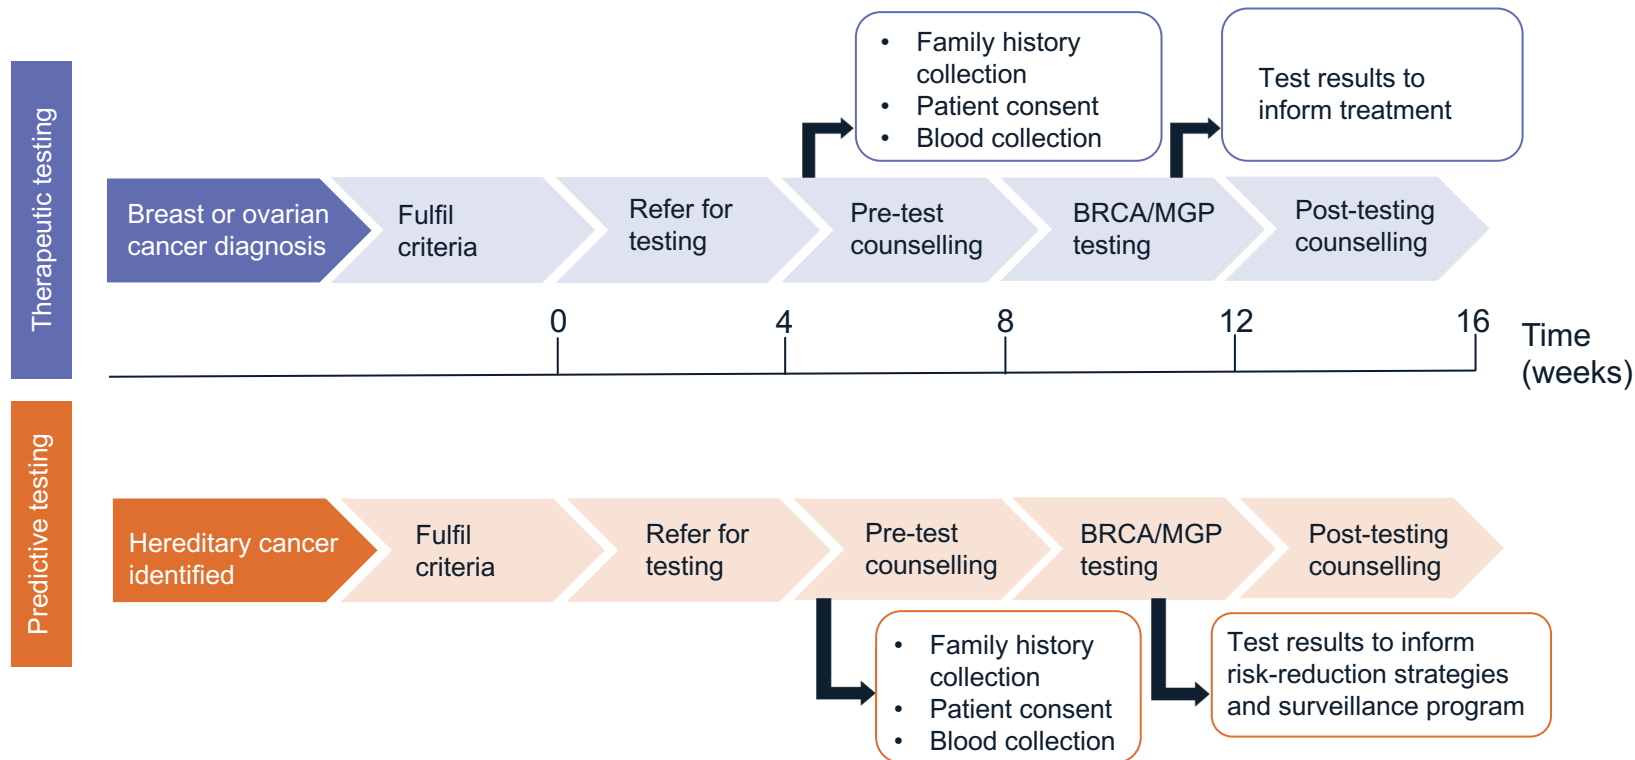 Therapeutic testing
• Family history
collection
• Patient consent
• Blood collection
Test results to
inform treatment
Breast or ovarian
cancer diagnosis
Fulfil
criteria
Refer for
testing
Pre-test
counselling
BRCA/MGP
testing
Post-testing
counselling
0
4
8
12
16
Time
(weeks)
Predictive testing
Hereditary cancer
identified
Fulfil
criteria
Refer for
testing
Pre-test
counselling
BRCA/MGP
testing
Post-testing
counselling
• Family history
collection
• Patient consent
• Blood collection
Test results to inform
risk-reduction strategies
and surveillance program